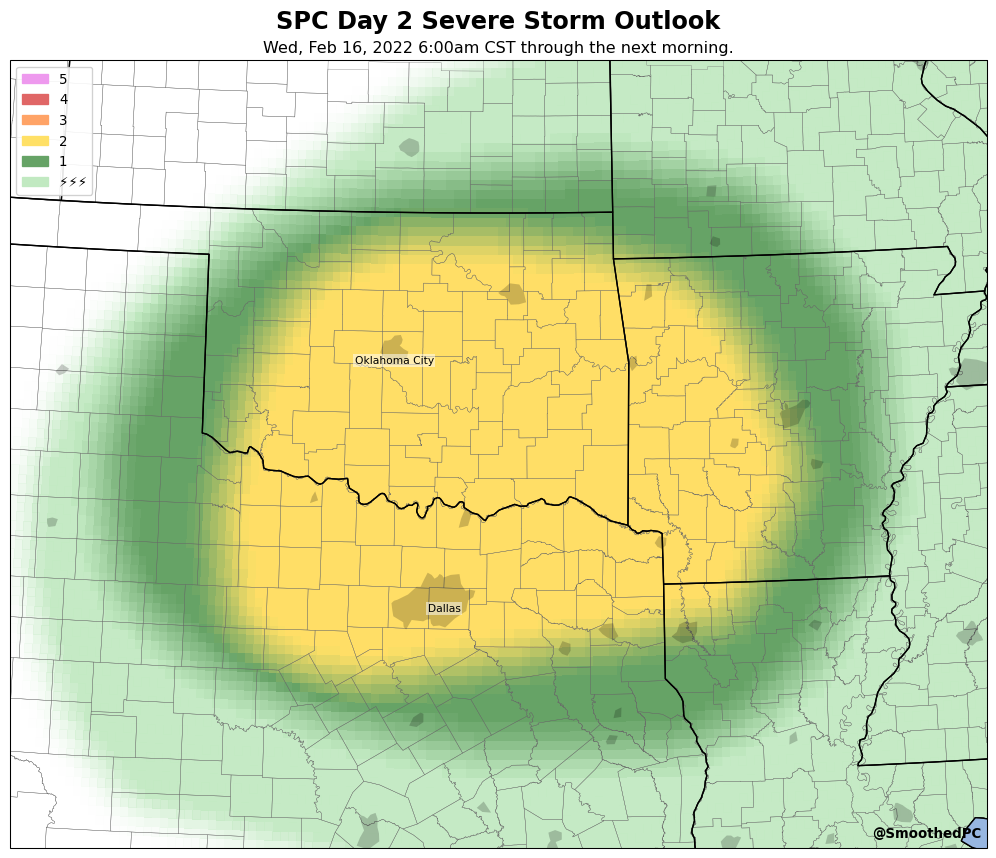 SPC Day 2 Severe Storm Outlook
Wed, Feb 16, 2022 6:00am CST through the next morning.
5
4
3
2
1
⚡⚡⚡
Oklahoma City
Dallas
@SmoothedPC